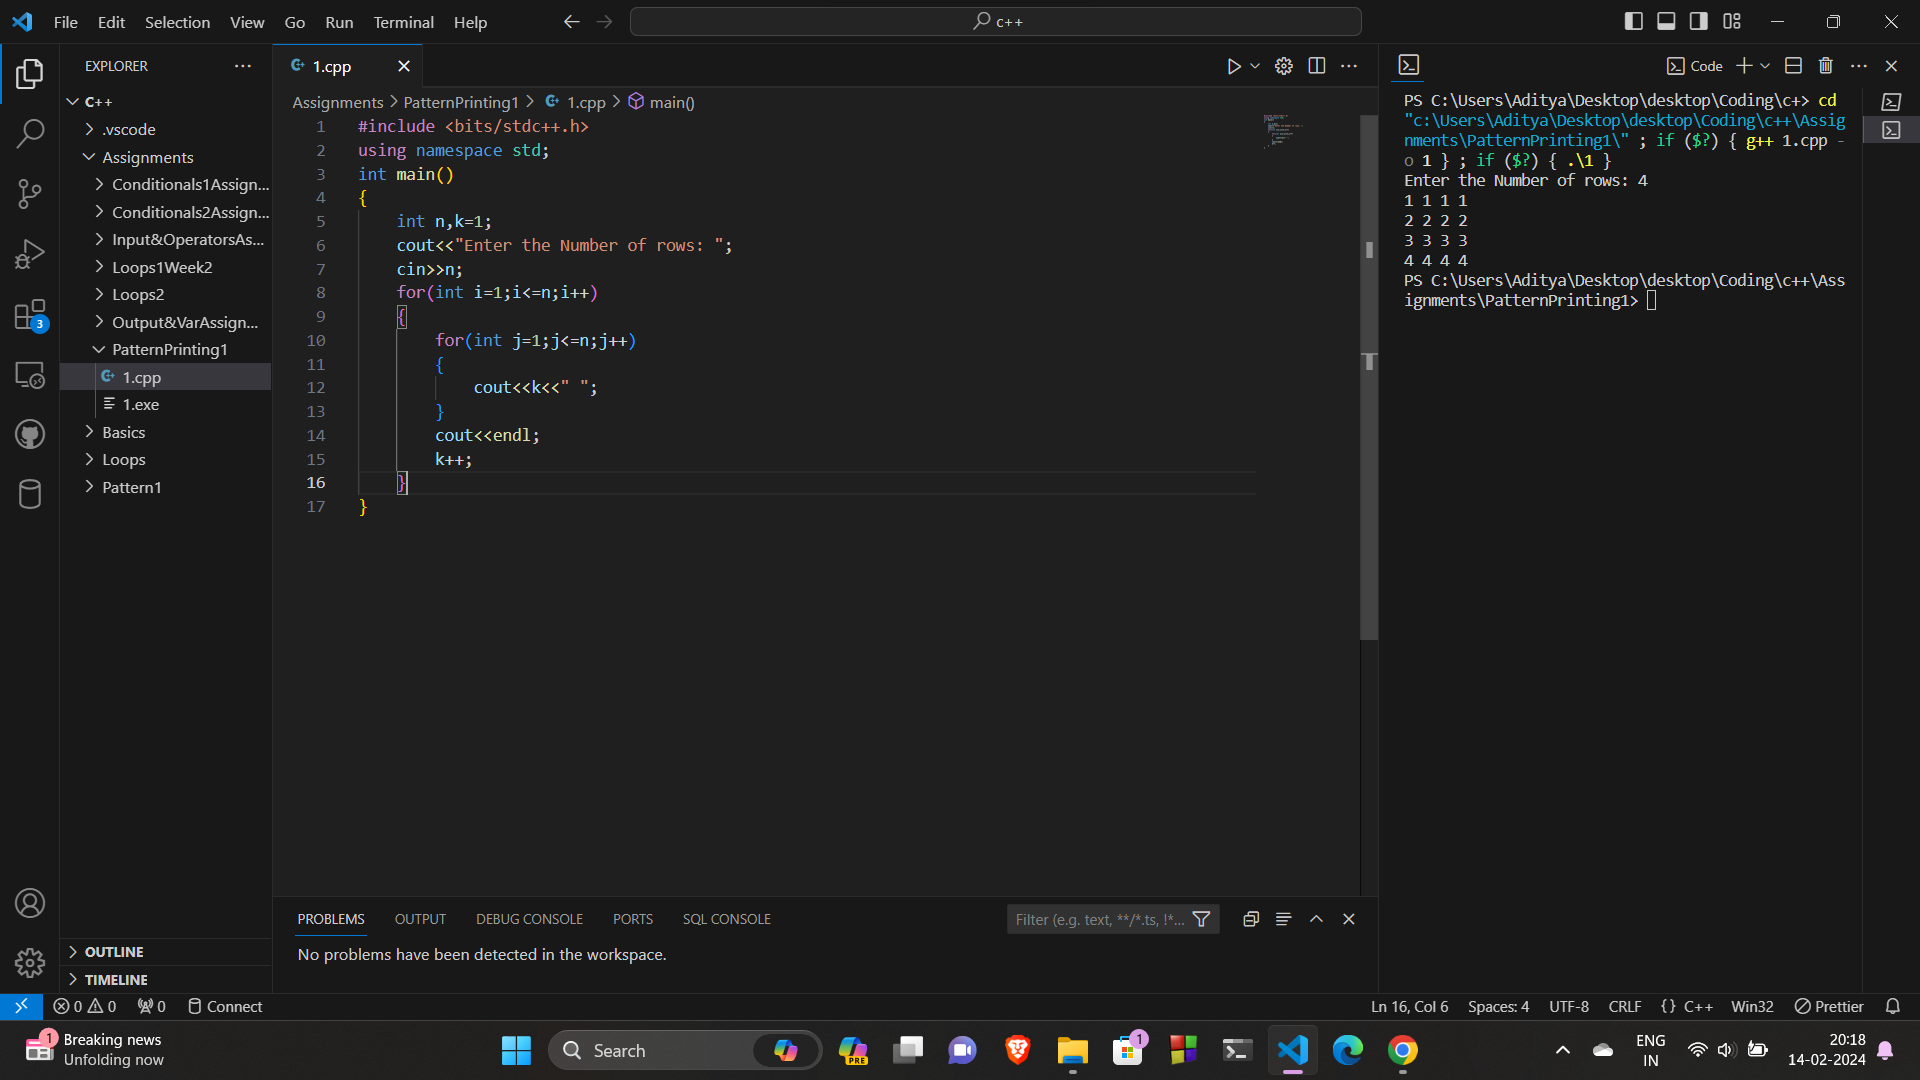 File Edit Selection View Go Run Terminal Help
c++
EXPLORER
C++
.vscode
Assignments
Conditionals1Assign...
Conditionals2Assign...
Input&OperatorsAs...
Loops1Week2
Loops2
Output&VarAssign...
PatternPrinting1
1.cpp
1.exe
Basics
Loops
Pattern1
OUTLINE
TIMELINE
3
1.cpp
Assignments > PatternPrinting1 > 1.cpp > main()
1 #include <bits/stdc++.h>
2 using namespace std;
3 int main()
4 {
5 int n,k=1;
6 cout<<"Enter the Number of rows: ";
7 cin>>n;
8 for(int i=1;i<=n;i++)
9 {
10 for(int j=1;j<=n;j++)
11 {
12 cout<<k<<" ";
13 }
14 cout<<endl;
15 k++;
16 }
17 }
Code
PS C:\Users\Aditya\Desktop\desktop\Coding\c+> cd
"c:\Users\Aditya\Desktop\desktop\Coding\c++\Assig
nments\PatternPrinting1\" ; if ($?) { g++ 1.cpp -
o 1 } ; if ($?) { .\1 }
Enter the Number of rows: 4
1 1 1 1
2 2 2 2
3 3 3 3
4 4 4 4
PS C:\Users\Aditya\Desktop\desktop\Coding\c++\Ass
ignments\PatternPrinting1>
PROBLEMS OUTPUT DEBUG CONSOLE PORTS SQL CONSOLE
Filter (e.g. text, **/*.ts, !*...
No problems have been detected in the workspace.
0 0 0 Connect
Ln 16, Col 6 Spaces: 4 UTF-8 CRLF {} C++ Win32 Prettier
1
Breaking news
Unfolding now
Search
PRE
1
ENG
IN
20:18
14-02-2024